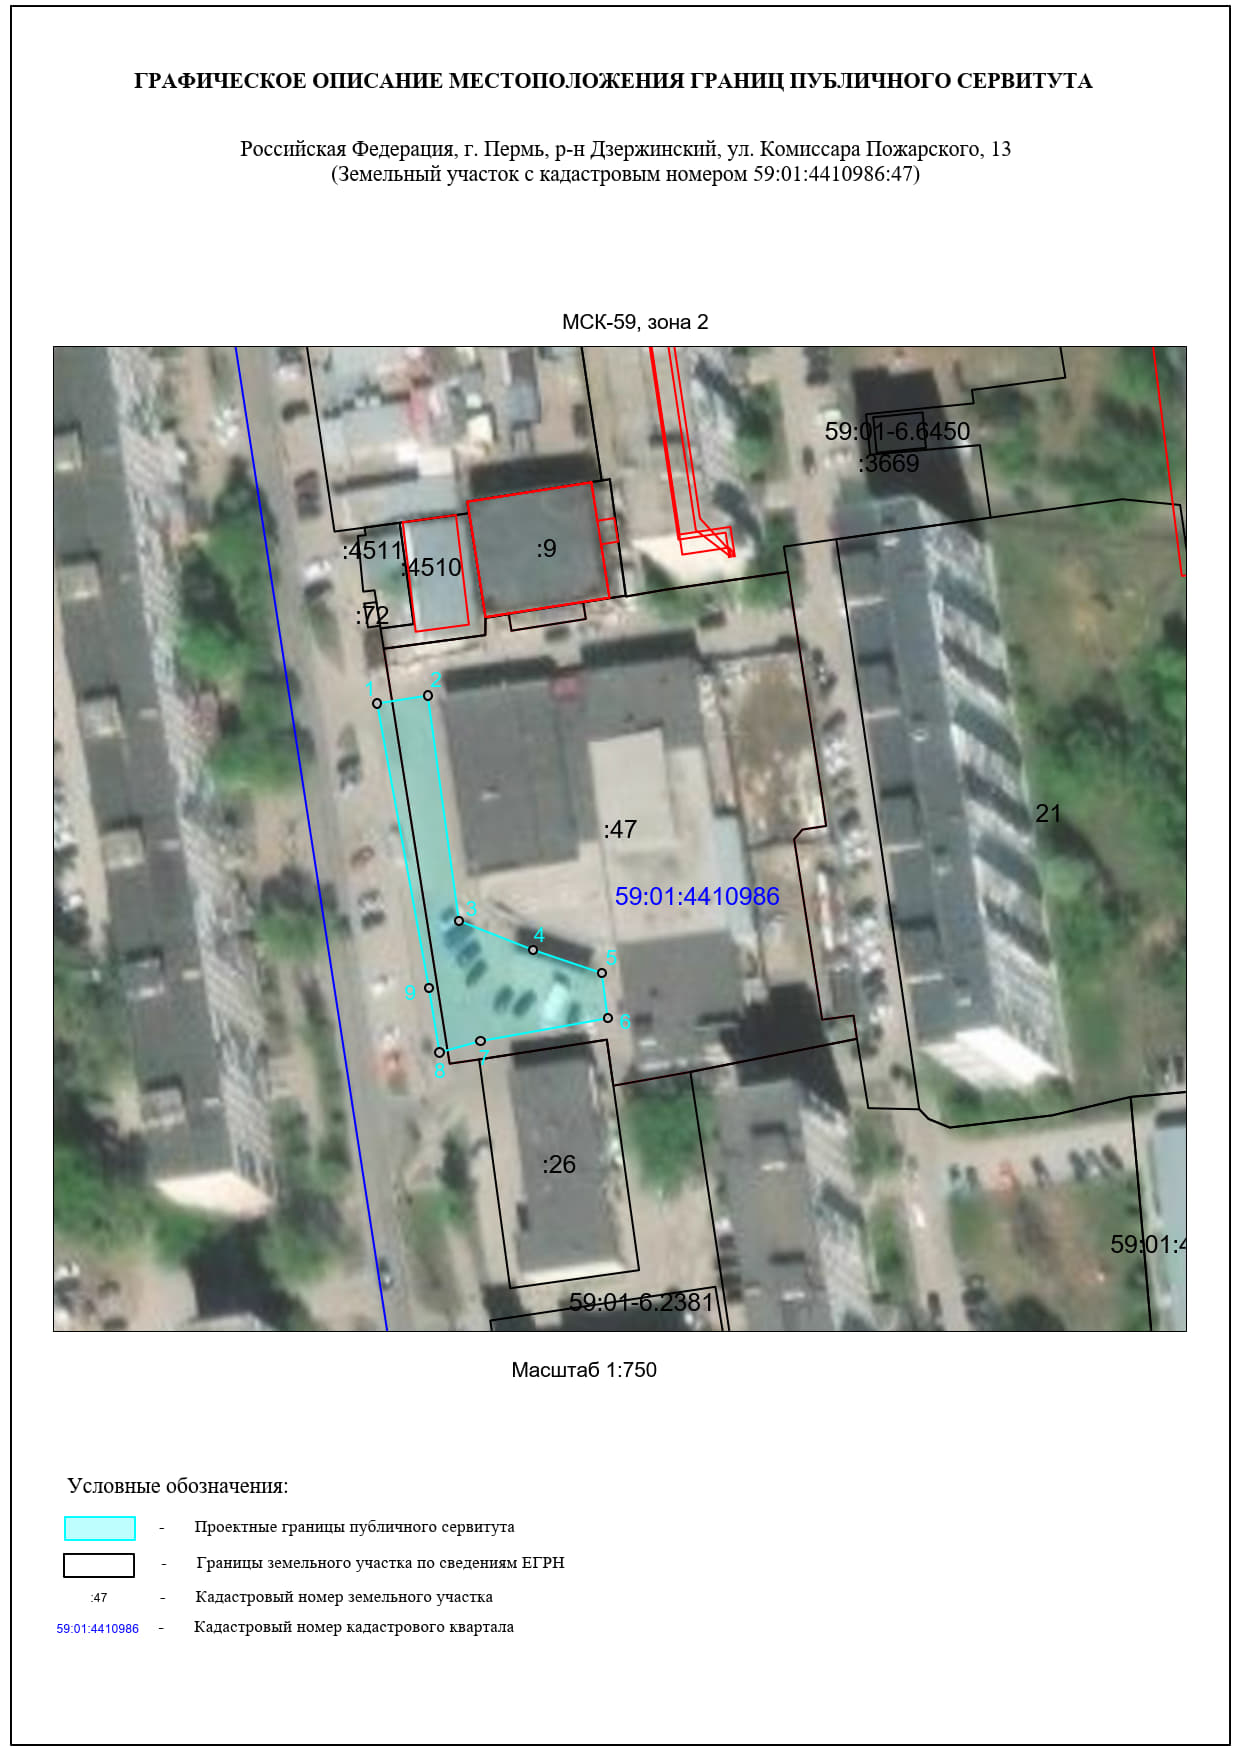 ГРАФИЧЕСКОЕ ОПИСАНИЕ МЕСТОПОЛОЖЕНИЯ ГРАНИЦ ПУБЛИЧНОГО СЕРВИТУТА
Российская Федерация, г. Пермь, р-н Дзержинский, ул. Комиссара Пожарского, 13
(Земельный участок с кадастровым номером 59:01:4410986:47)
МСК-59, зона 2
59:01-6.6450
:3669
:4511
:4510
:9
:72
1
2
21
:47
59:01:4410986
3
4
5
9
6
7
8
:26
59:01:4
59:01-6.2381
Масштаб 1:750
Условные обозначения:
- Проектные границы публичного сервитута
- Границы земельного участка по сведениям ЕГРН
:47 - Кадастровый номер земельного участка
59:01:4410986 - Кадастровый номер кадастрового квартала